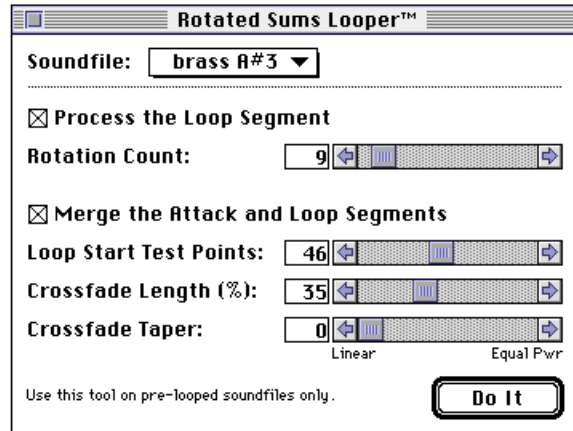 Rotated Sums Looper™
Soundfile: brass A#3
Process the Loop Segment
Rotation Count: 9
Merge the Attack and Loop Segments
Loop Start Test Points: 46
Crossfade Length (%): 35
Crossfade Taper: 0
Linear Equal Pwr
Use this tool on pre-looped soundfiles only. Do It